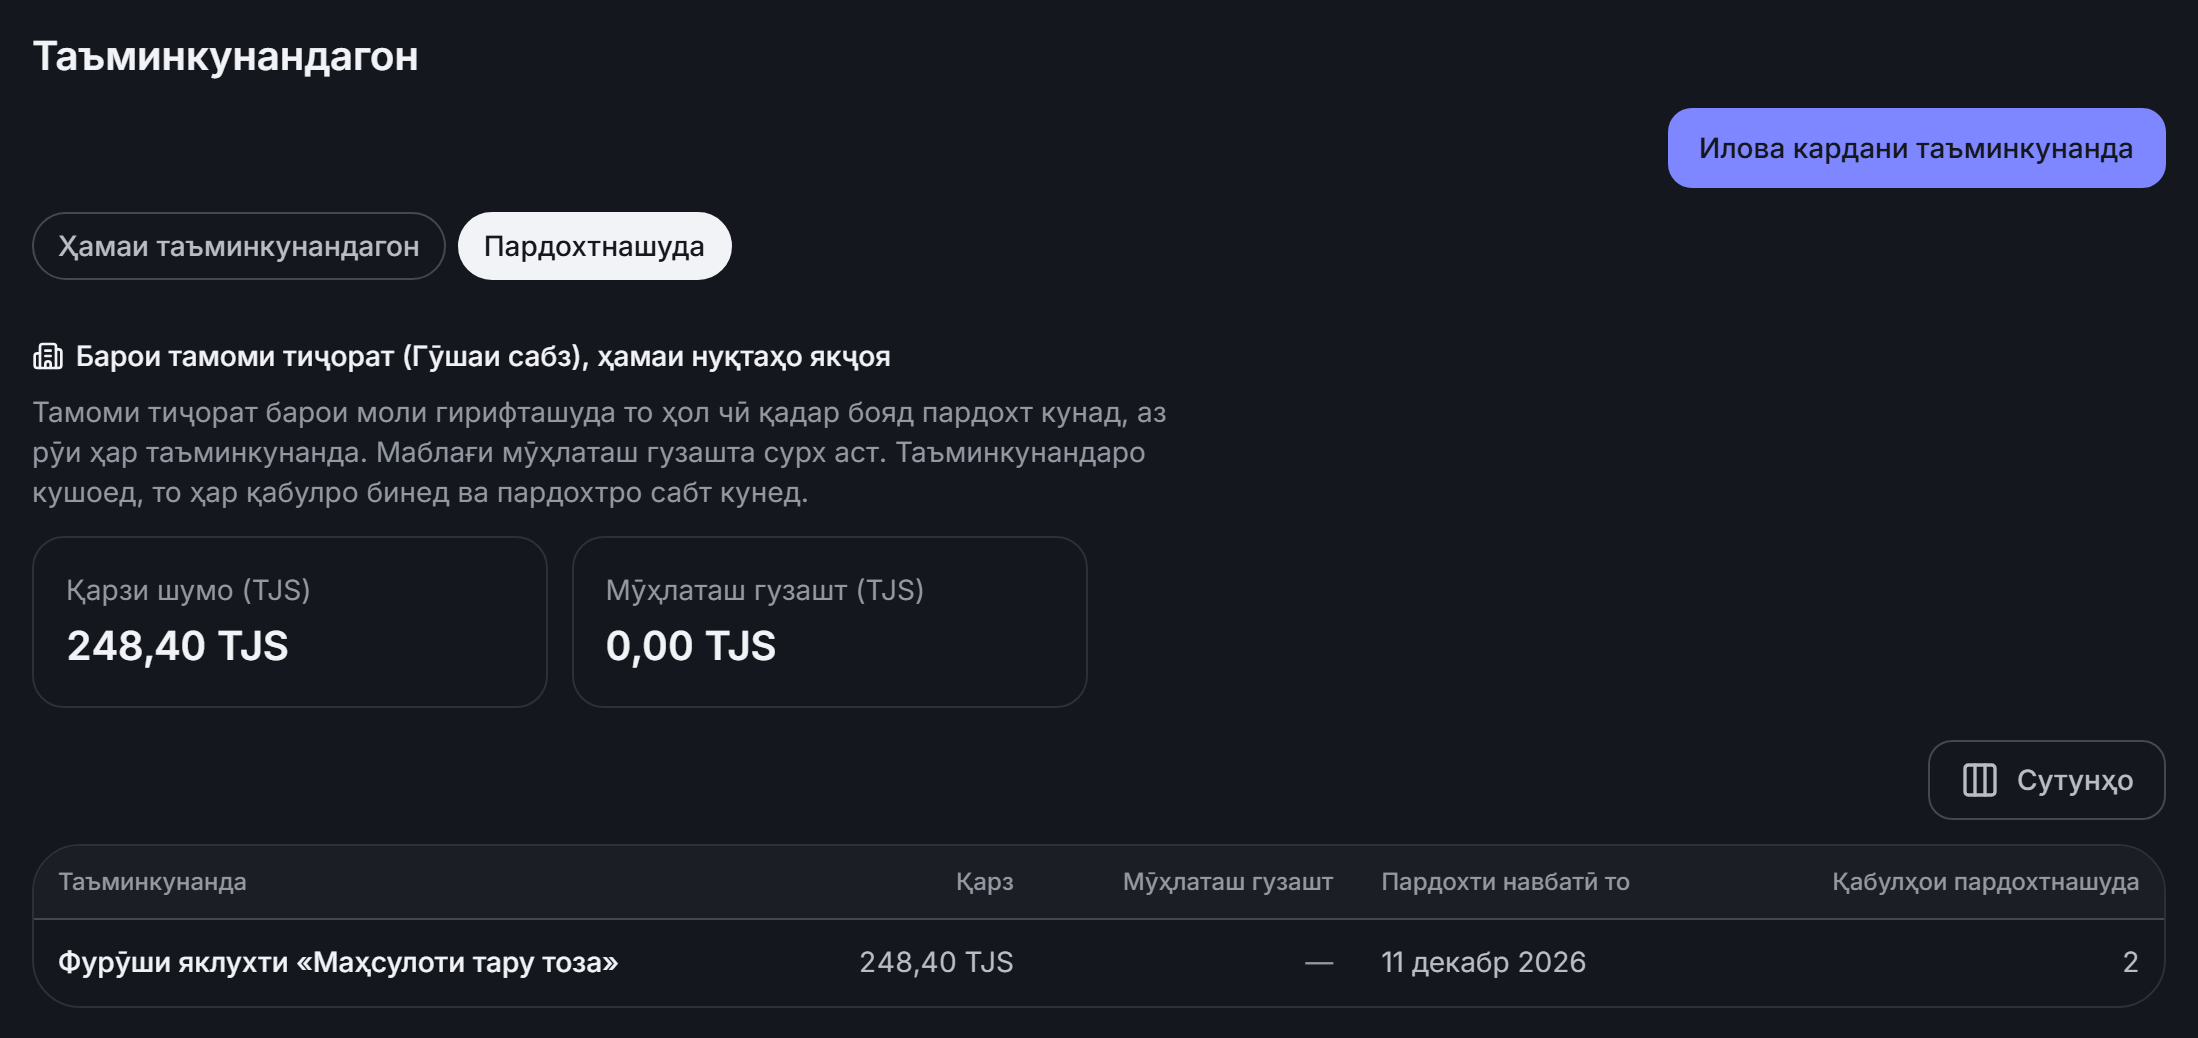 Таъминкунандагон
Илова кардани таъминкунанда
Ҳамаи таъминкунандагон
Пардохтнашуда
Барои тамоми тиҷорат (Гӯшаи сабз), ҳамаи нуқтаҳо якҷоя
Тамоми тиҷорат барои моли гирифташуда то ҳол чӣ қадар бояд пардохт кунад, аз
рӯи ҳар таъминкунанда. Маблағи мӯҳлаташ гузашта сурх аст. Таъминкунандаро
кушоед, то ҳар қабулро бинед ва пардохтро сабт кунед.
Қарзи шумо (TJS)
248,40 TJS
Мӯҳлаташ гузашт (TJS)
0,00 TJS
Сутунҳо
Таъминкунанда Қарз Мӯҳлаташ гузашт Пардохти навбатӣ то Қабулҳои пардохтнашуда
Фурӯши яклухти «Маҳсулоти тару тоза» 248,40 TJS — 11 декабр 2026 2